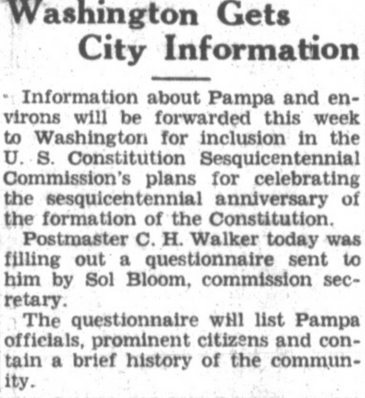 Washington Gets
City Information
Information about Pampa and en-
virons will be forwarded this week
to Washington for inclusion in the
U. S. Constitution Sesquicentennial
Commission's plans for celebrating
the sesquicentennial anniversary of
the formation of the Constitution.
Postmaster C. H. Walker today was
filling out a questionnaire sent to
him by Sol Bloom, commission sec-
retary.
The questionnaire will list Pampa
officials, prominent citizens and con-
tain a brief history of the commun-
ity.